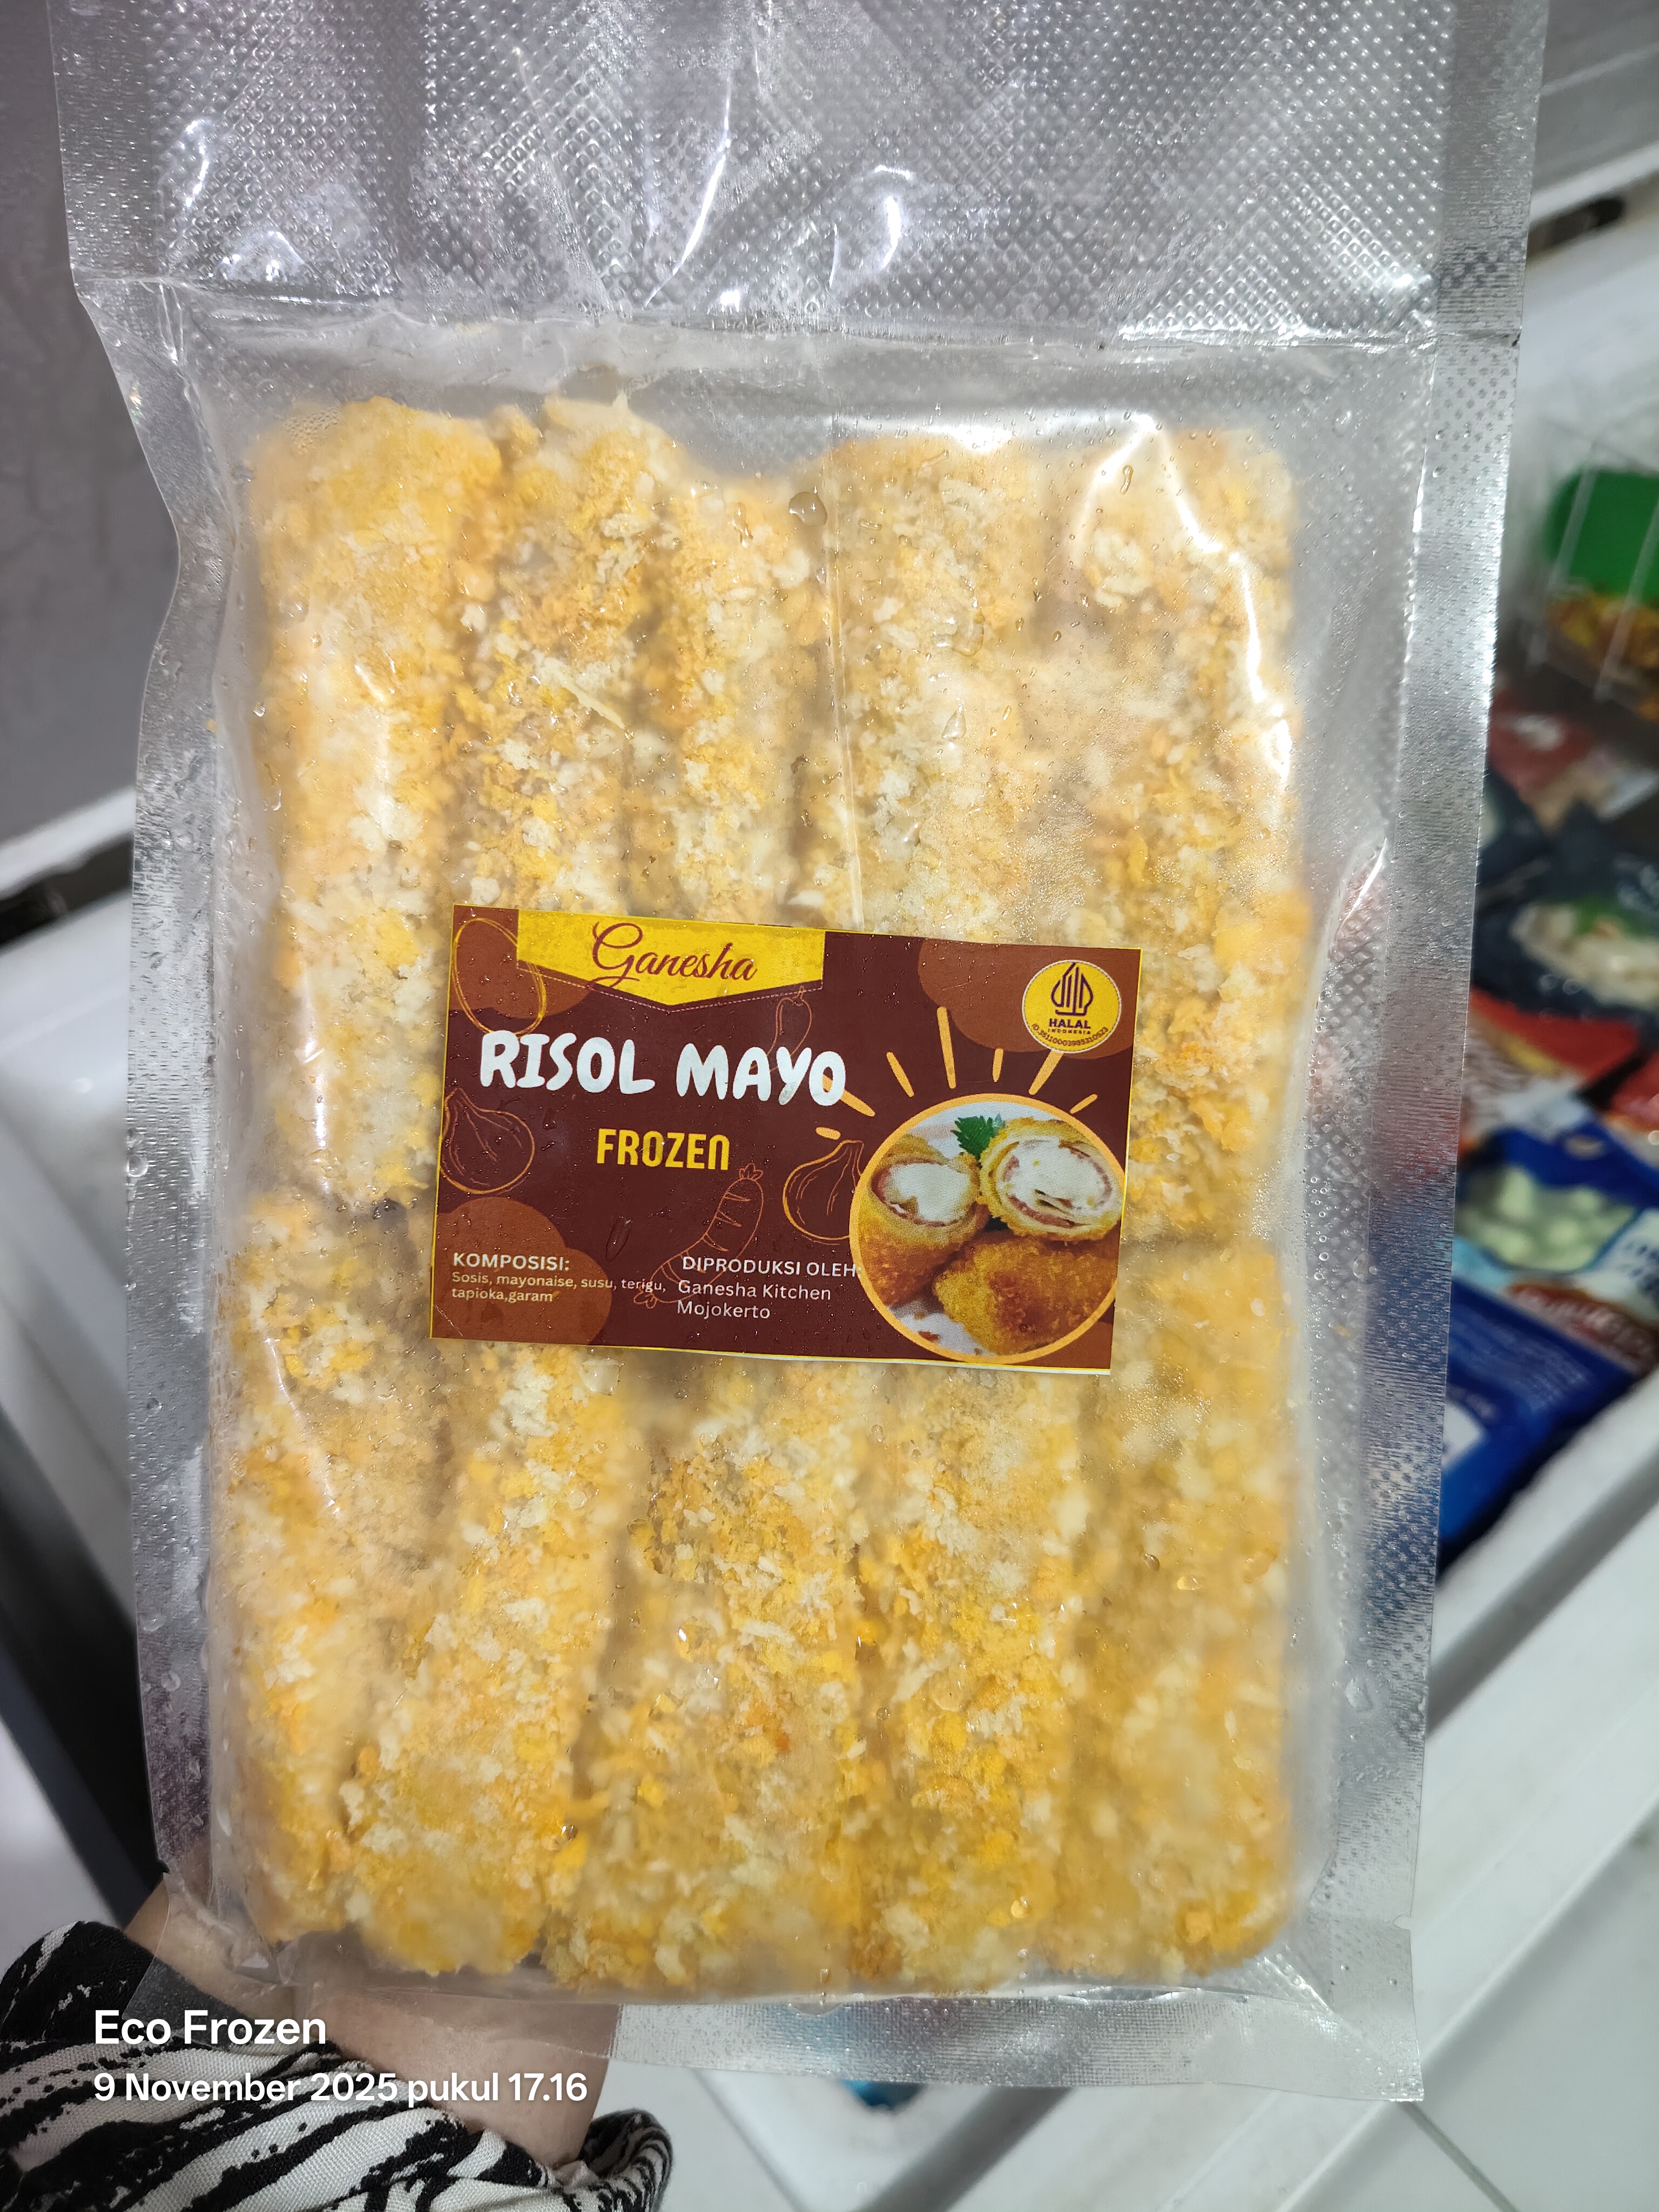 Ganesha
HALAL
INDONESIA
RISOL MAYO
FROZEN
KOMPOSISI:
Sosis, mayonaise, susu, terigu,
tapioka,garam
DIPRODUKSI OLEH:
Ganesha Kitchen
Mojokerto
Eco Frozen
9 November 2025 pukul 17.16